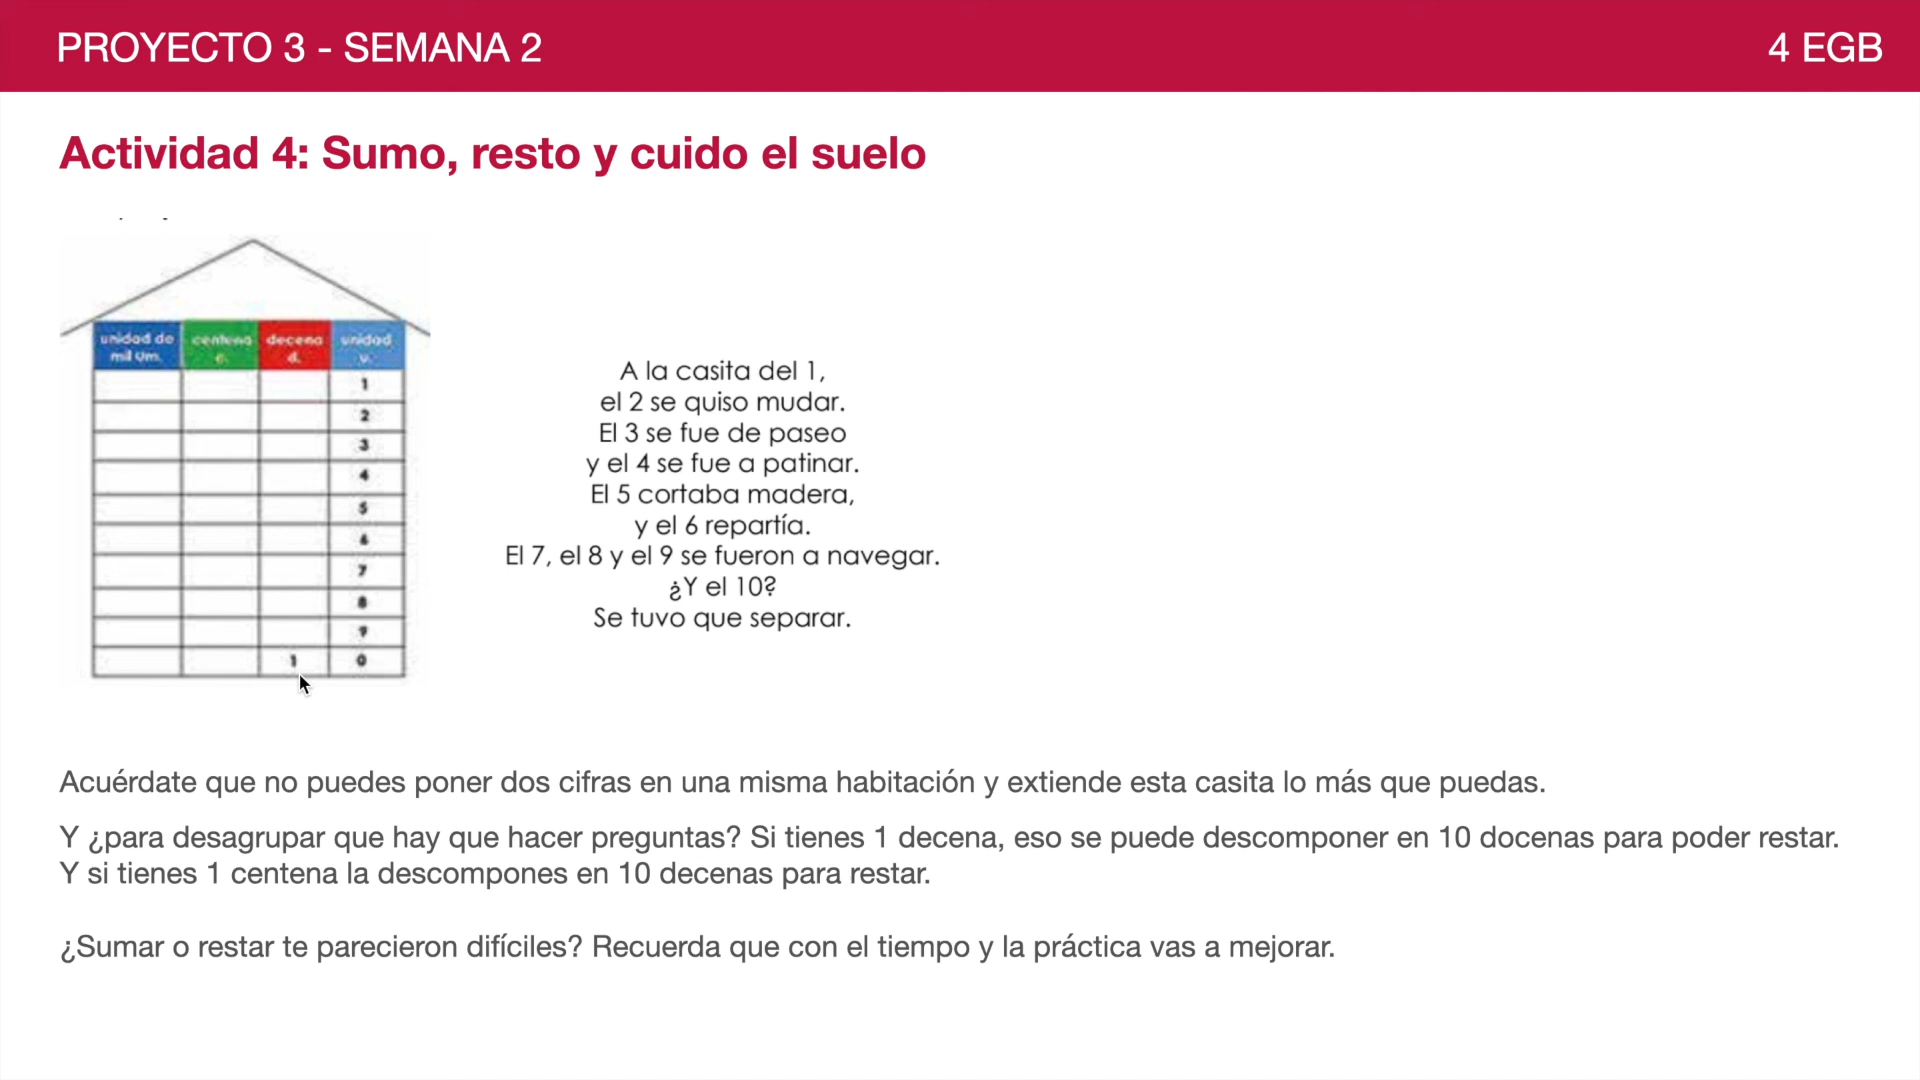 PROYECTO 3 - SEMANA 2
4 EGB
Actividad 4: Sumo, resto y cuido el suelo
unidad de mil Um.
centena c.
decena d.
unidad u.
1
2
3
4
5
6
7
8
9
1 0
A la casita del 1,
el 2 se quiso mudar.
El 3 se fue de paseo
y el 4 se fue a patinar.
El 5 cortaba madera,
y el 6 repartía.
El 7, el 8 y el 9 se fueron a navegar.
¿Y el 10?
Se tuvo que separar.
Acuérdate que no puedes poner dos cifras en una misma habitación y extiende esta casita lo más que puedas.
Y ¿para desagrupar que hay que hacer preguntas? Si tienes 1 decena, eso se puede descomponer en 10 docenas para poder restar.
Y si tienes 1 centena la descompones en 10 decenas para restar.
¿Sumar o restar te parecieron difíciles? Recuerda que con el tiempo y la práctica vas a mejorar.